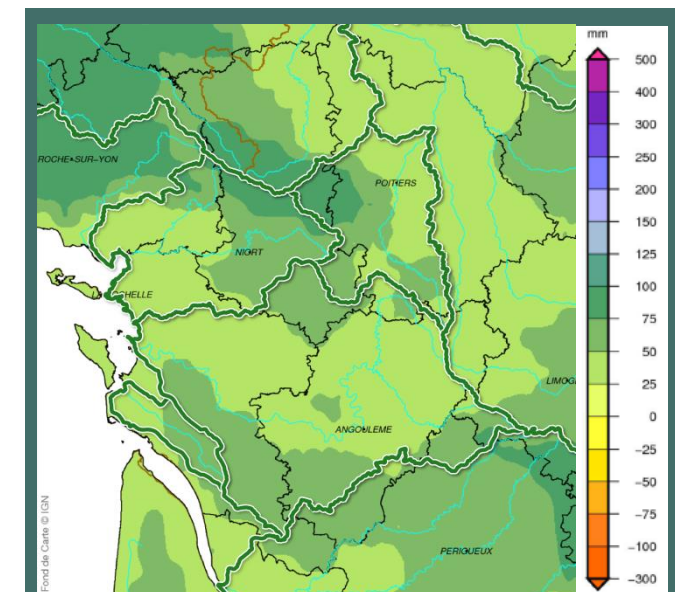 mm
500
400
300
250
200
150
125
100
75
50
25
0
−25
−50
−75
−100
−300
ROCHE−SUR−YON
POITIERS
NIORT
CHELLE
LIMOG
ANGOULEME
PERIGUEUX
Fond de Carte © IGN